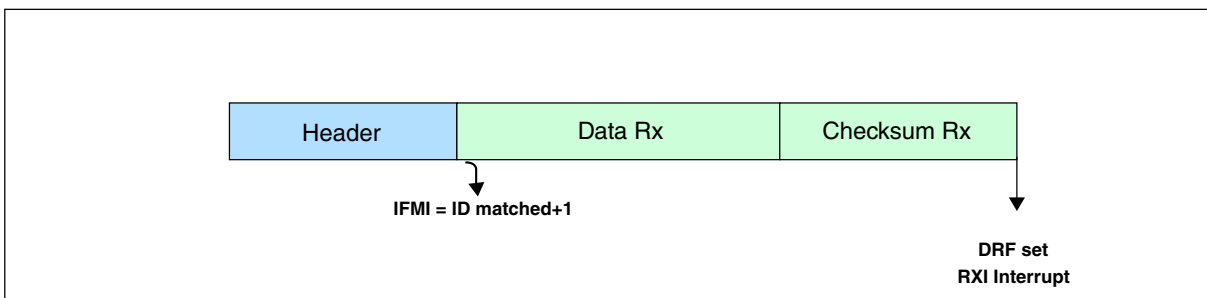 Header
Data Rx
Checksum Rx
IFMI = ID matched+1
DRF set
RXI Interrupt